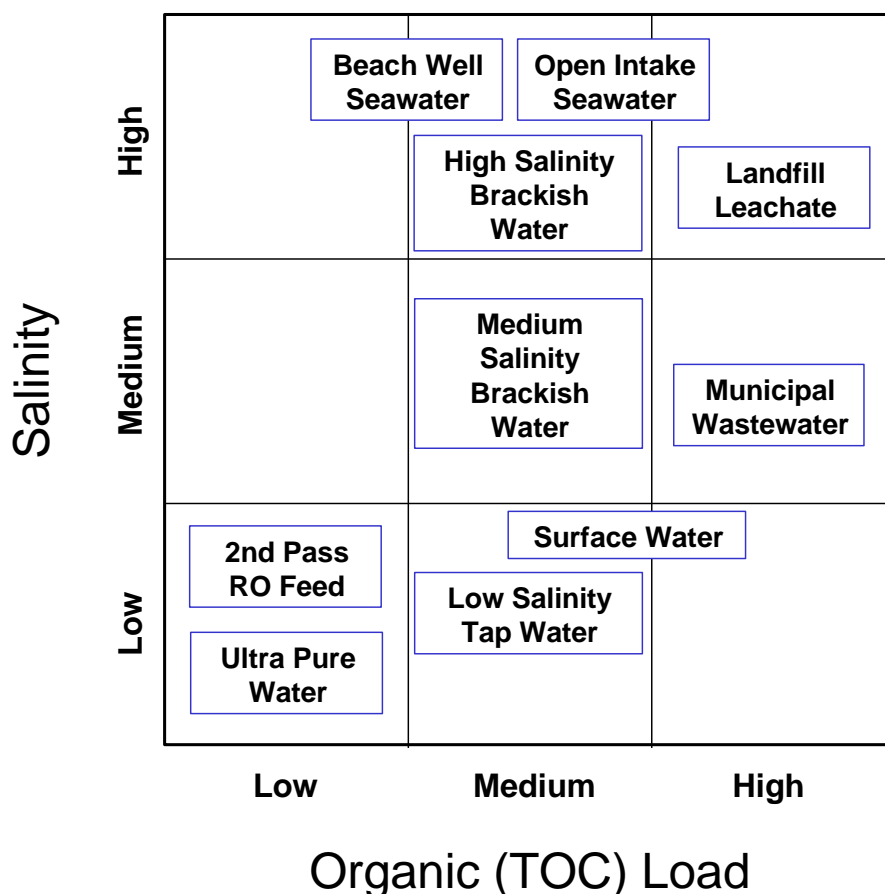 Beach Well
Seawater
Open Intake
Seawater
High Salinity
Brackish
Water
Landfill
Leachate
High
Medium
Salinity
Brackish
Water
Municipal
Wastewater
Medium
Salinity
2nd Pass
RO Feed
Surface Water
Low Salinity
Tap Water
Ultra Pure
Water
Low
Low
Medium
High
Organic (TOC) Load